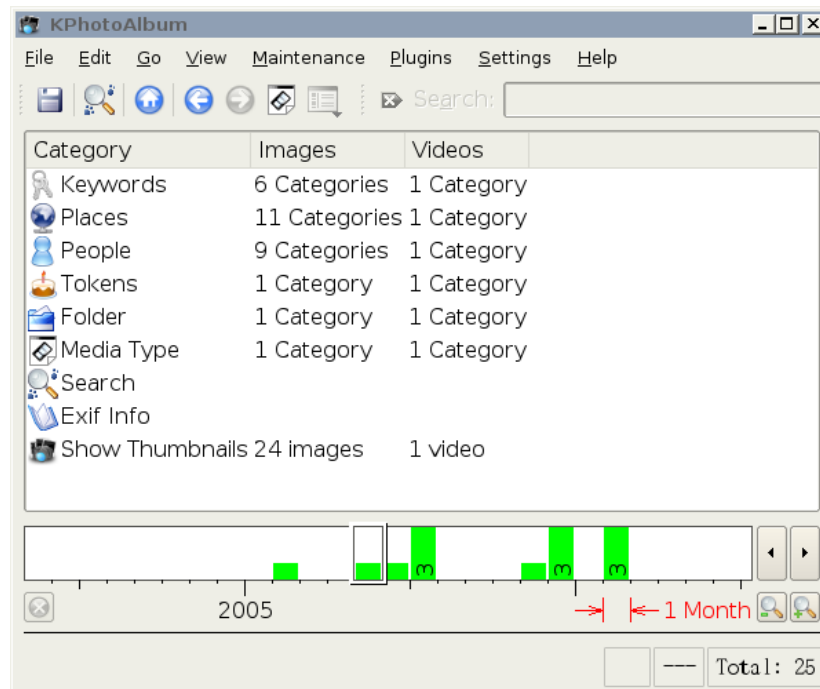 KPhotoAlbum
File Edit Go View Maintenance Plugins Settings Help
Search:
Category Images Videos
Keywords 6 Categories 1 Category
Places 11 Categories 1 Category
People 9 Categories 1 Category
Tokens 1 Category 1 Category
Folder 1 Category 1 Category
Media Type 1 Category 1 Category
Search
Exif Info
Show Thumbnails 24 images 1 video
3 3 3
2005 1 Month
--- Total: 25